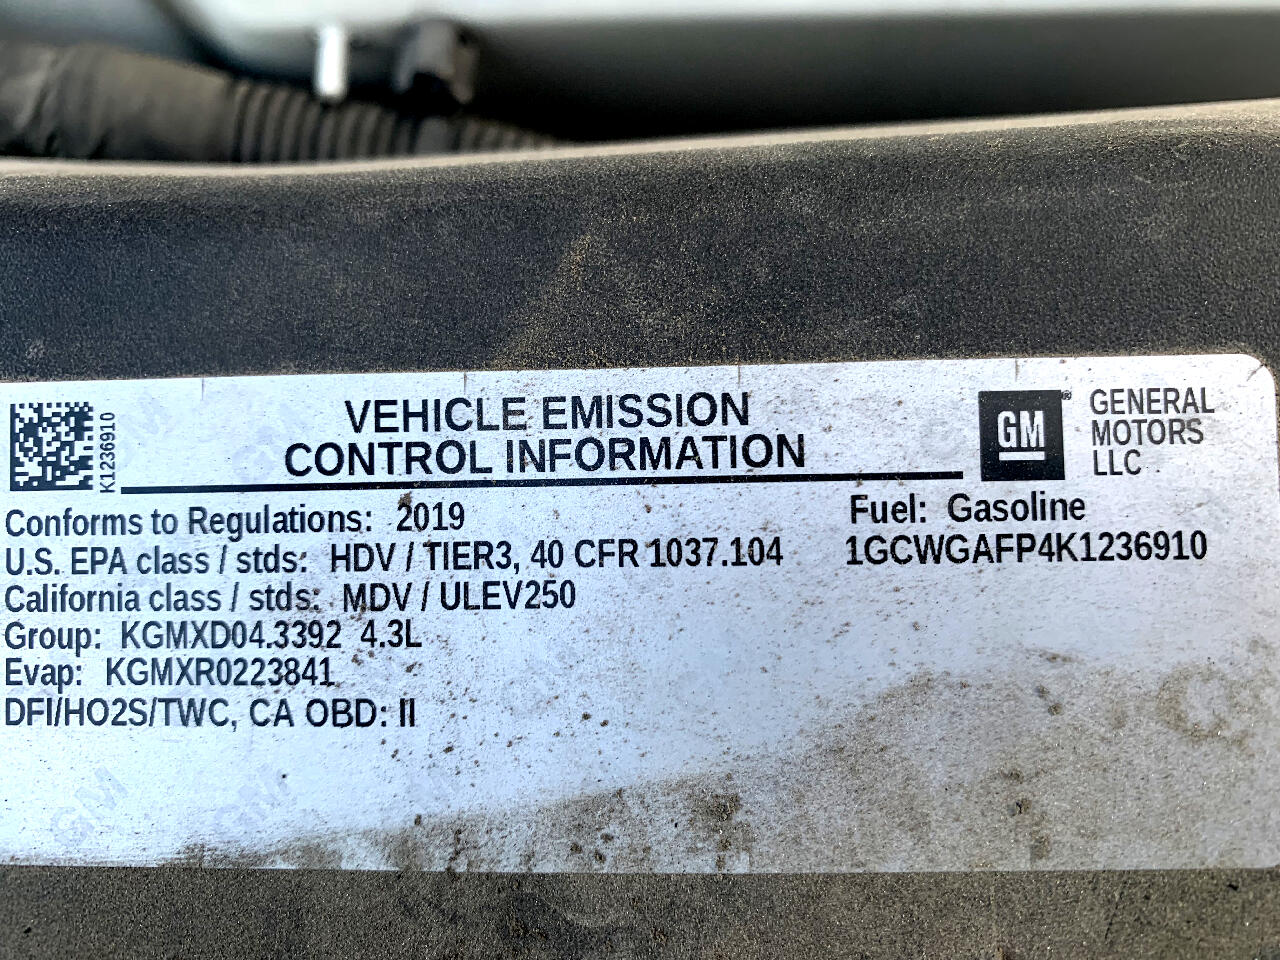 K1236910
VEHICLE EMISSION
CONTROL INFORMATION
GM®
GENERAL
MOTORS
LLC
Conforms to Regulations: 2019
Fuel: Gasoline
U.S. EPA class / stds: HDV / TIER3, 40 CFR 1037.104
1GCWGAFP4K1236910
California class / stds: MDV / ULEV250
Group: KGMXD04.3392 4.3L
Evap: KGMXR0223841
DFI/HO2S/TWC, CA OBD: II
GM
GM